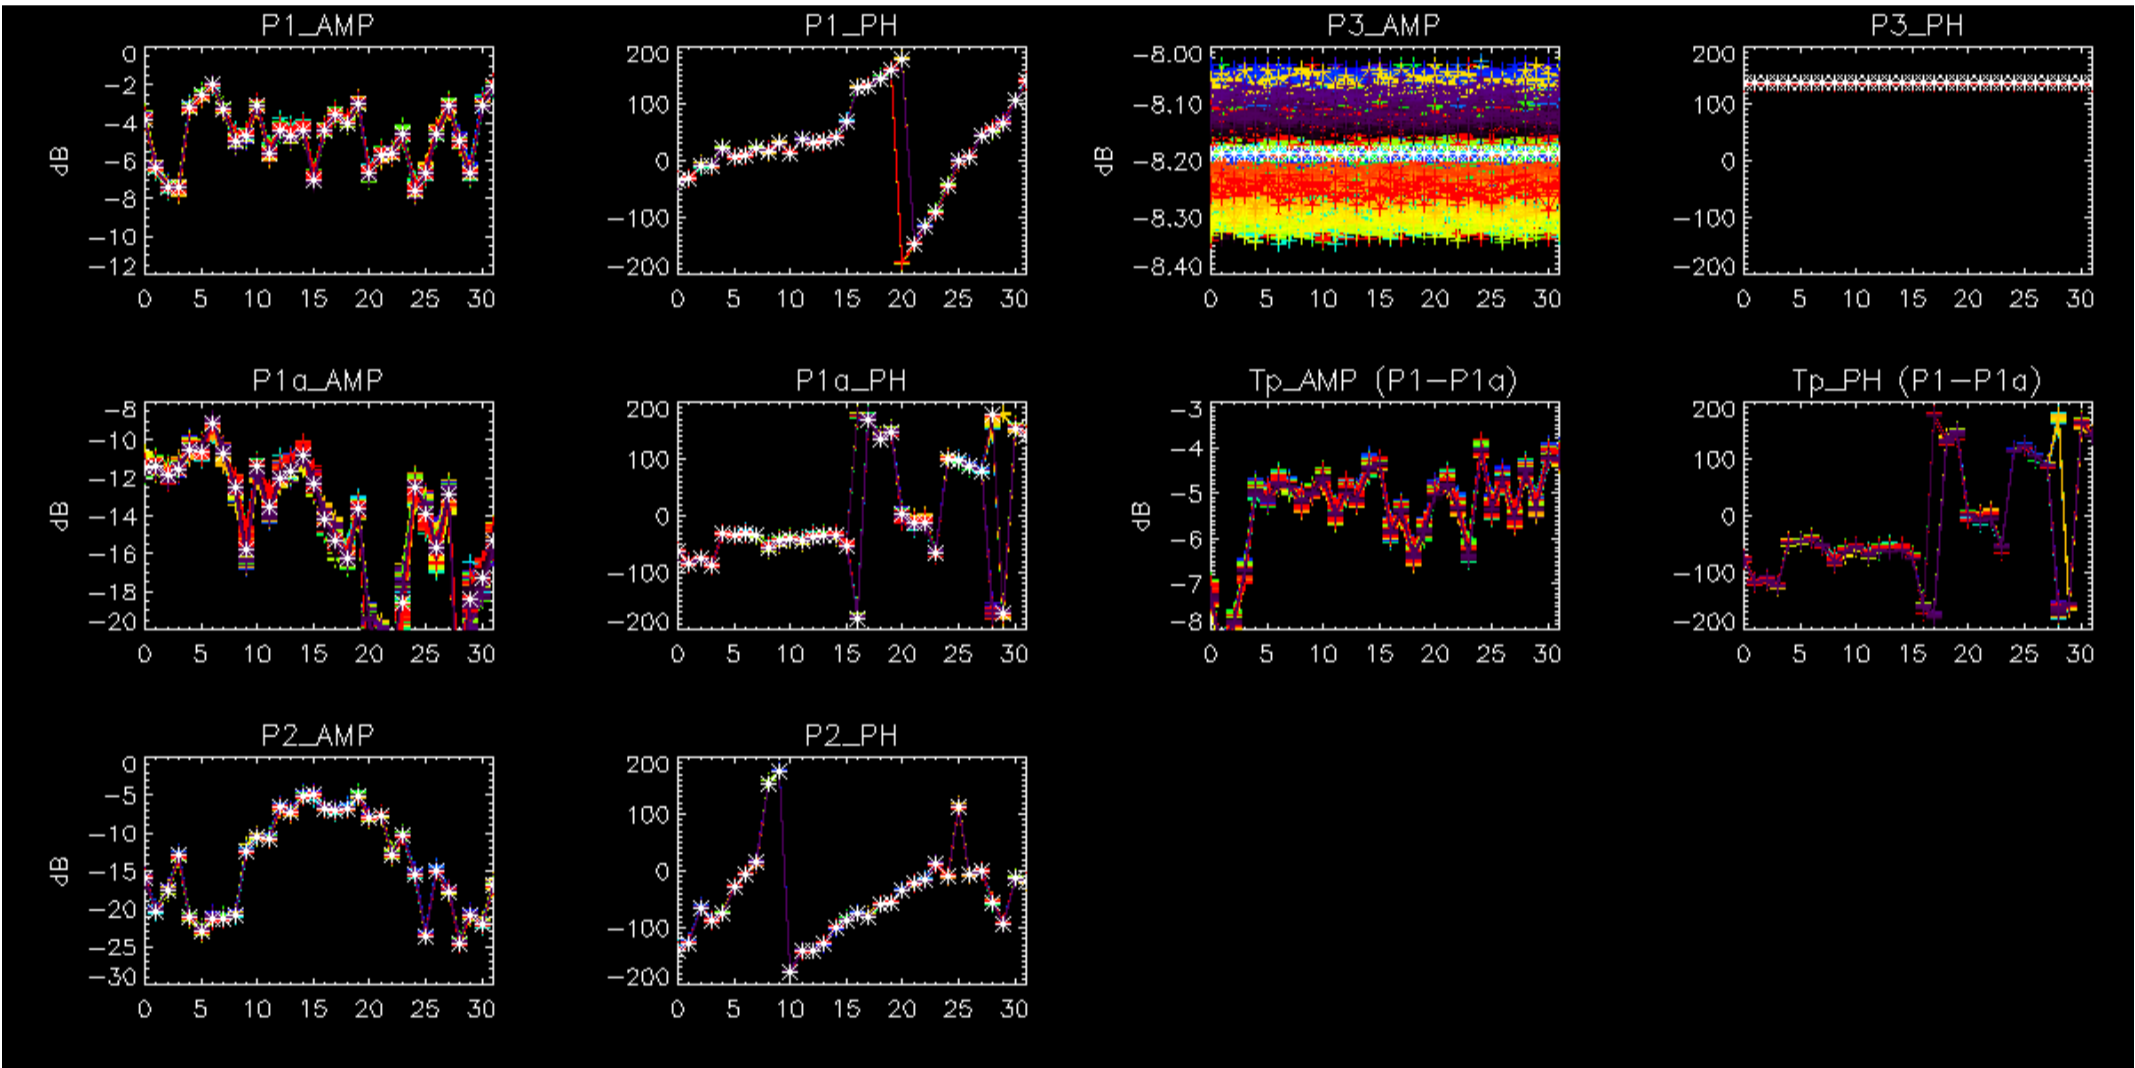 P1_AMP
P1_PH
P3_AMP
P3_PH
0
−2
−4
−6
−8
−10
−12
dB
0 5 10 15 20 25 30
200
100
0
−100
−200
0 5 10 15 20 25 30
−8.00
−8.10
−8.20
−8.30
−8.40
dB
0 5 10 15 20 25 30
200
100
0
−100
−200
0 5 10 15 20 25 30
P1a_AMP
P1a_PH
Tp_AMP (P1−P1a)
Tp_PH (P1−P1a)
−8
−10
−12
−14
−16
−18
−20
dB
0 5 10 15 20 25 30
200
100
0
−100
−200
0 5 10 15 20 25 30
−3
−4
−5
−6
−7
−8
dB
0 5 10 15 20 25 30
200
100
0
−100
−200
0 5 10 15 20 25 30
P2_AMP
P2_PH
0
−5
−10
−15
−20
−25
−30
dB
0 5 10 15 20 25 30
200
100
0
−100
−200
0 5 10 15 20 25 30